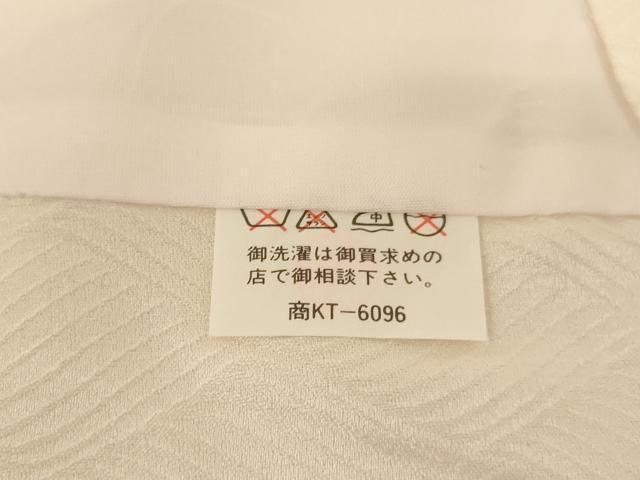 中
御洗濯は御買求めの
店で御相談下さい。
商KT-6096